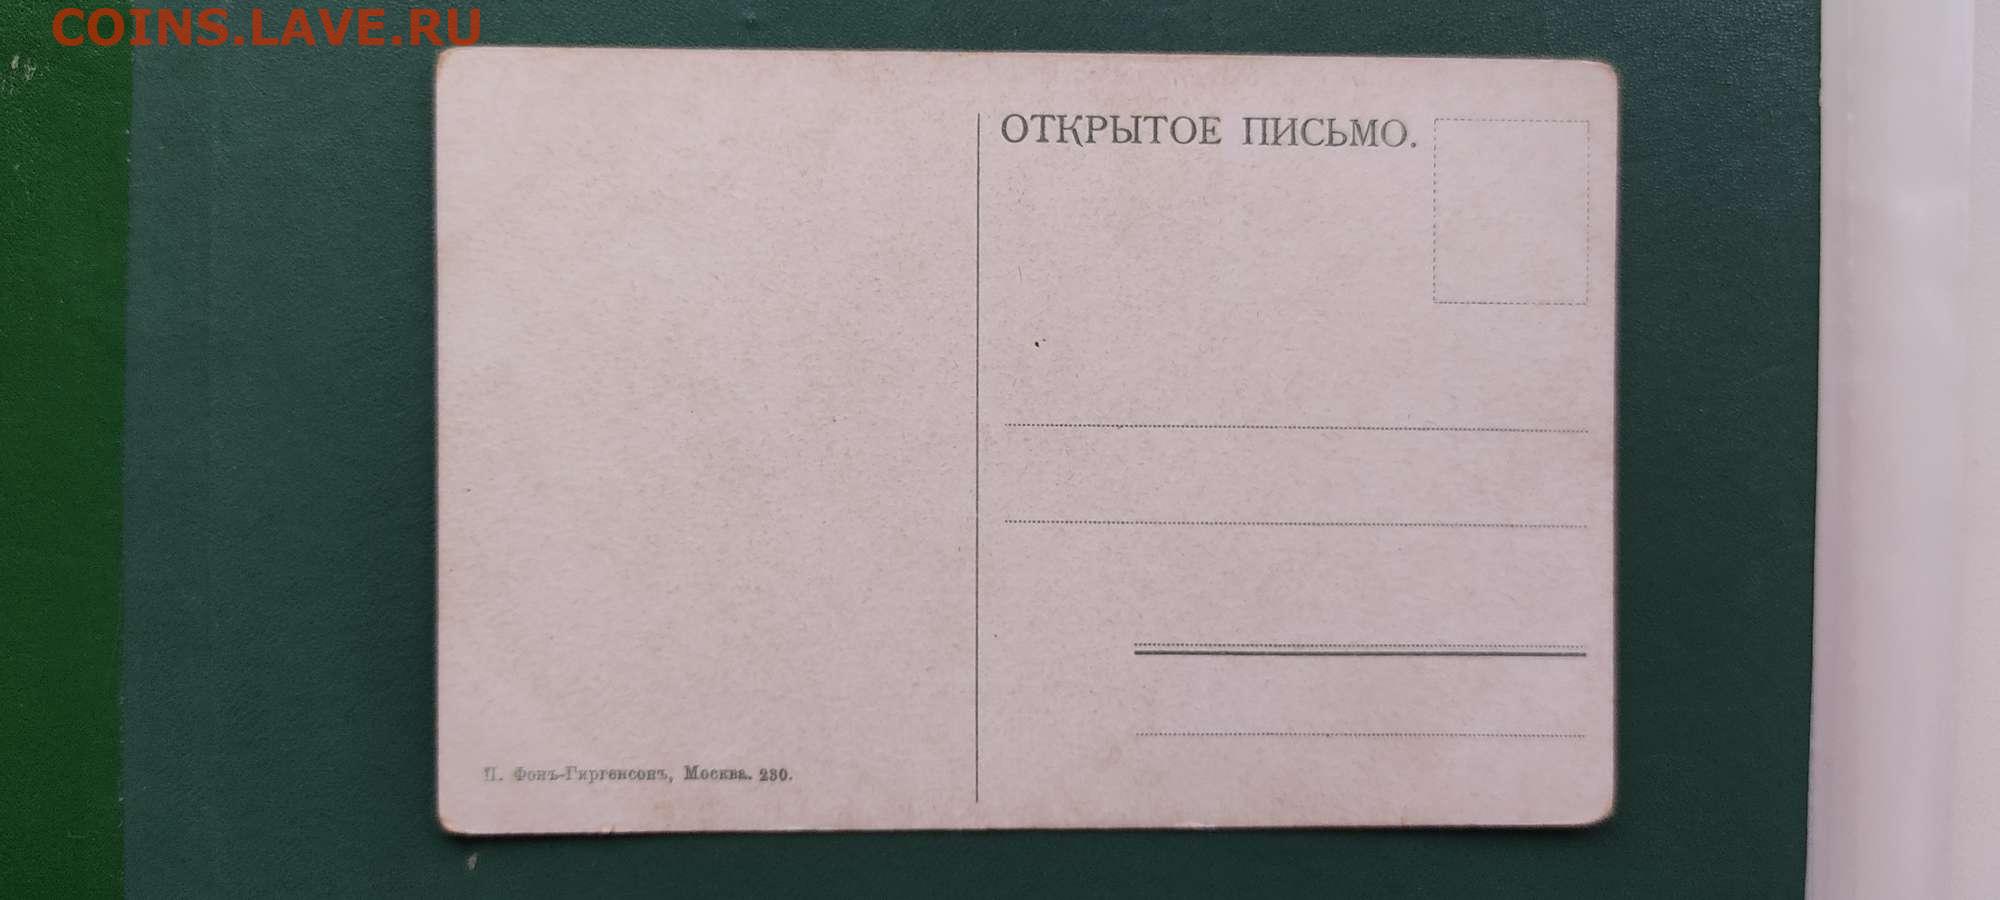 COINS.LAVE.RU
ОТКРЫТОЕ ПИСЬМО.
П. Фонъ-Гиргенсонъ, Москва. 230.